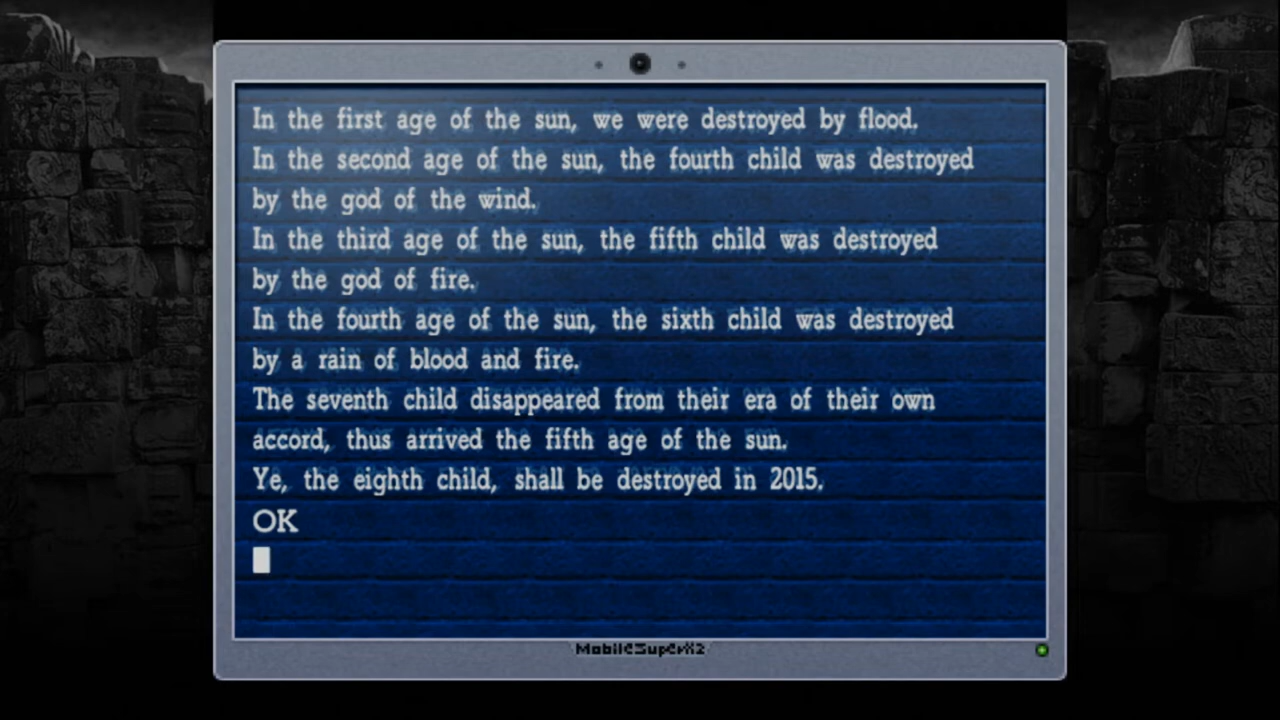 In the first age of the sun, we were destroyed by flood.
In the second age of the sun, the fourth child was destroyed
by the god of the wind.
In the third age of the sun, the fifth child was destroyed
by the god of fire.
In the fourth age of the sun, the sixth child was destroyed
by a rain of blood and fire.
The seventh child disappeared from their era of their own
accord, thus arrived the fifth age of the sun.
Ye, the eighth child, shall be destroyed in 2015.
OK
MobileSuperX2